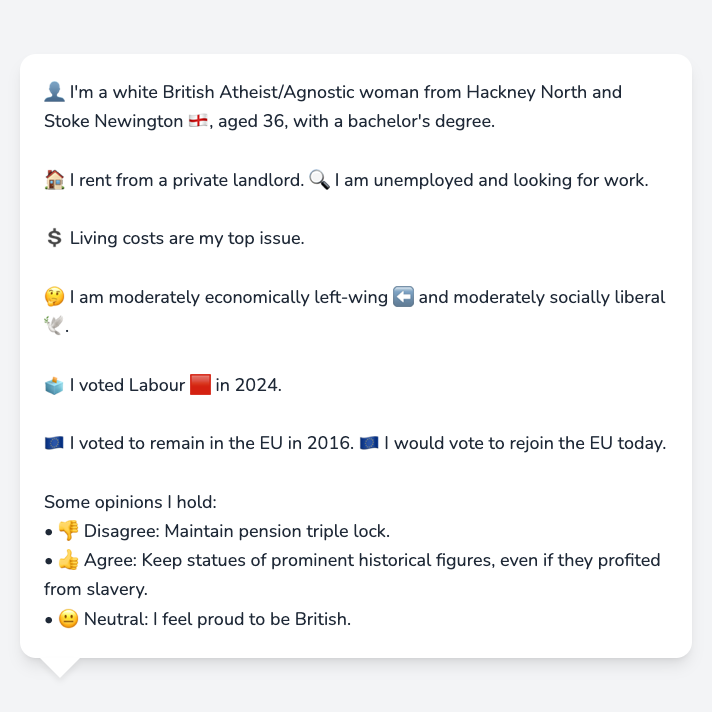 👤 I'm a white British Atheist/Agnostic woman from Hackney North and
Stoke Newington 🏴󠁧󠁢󠁥󠁮󠁧󠁿, aged 36, with a bachelor's degree.
🏠 I rent from a private landlord. 🔍 I am unemployed and looking for work.
💲 Living costs are my top issue.
🤔 I am moderately economically left-wing ⬅️ and moderately socially liberal
🕊️.
🗳️ I voted Labour 🟥 in 2024.
🇪🇺 I voted to remain in the EU in 2016. 🇪🇺 I would vote to rejoin the EU today.
Some opinions I hold:
• 👎 Disagree: Maintain pension triple lock.
• 👍 Agree: Keep statues of prominent historical figures, even if they profited
from slavery.
• 😐 Neutral: I feel proud to be British.